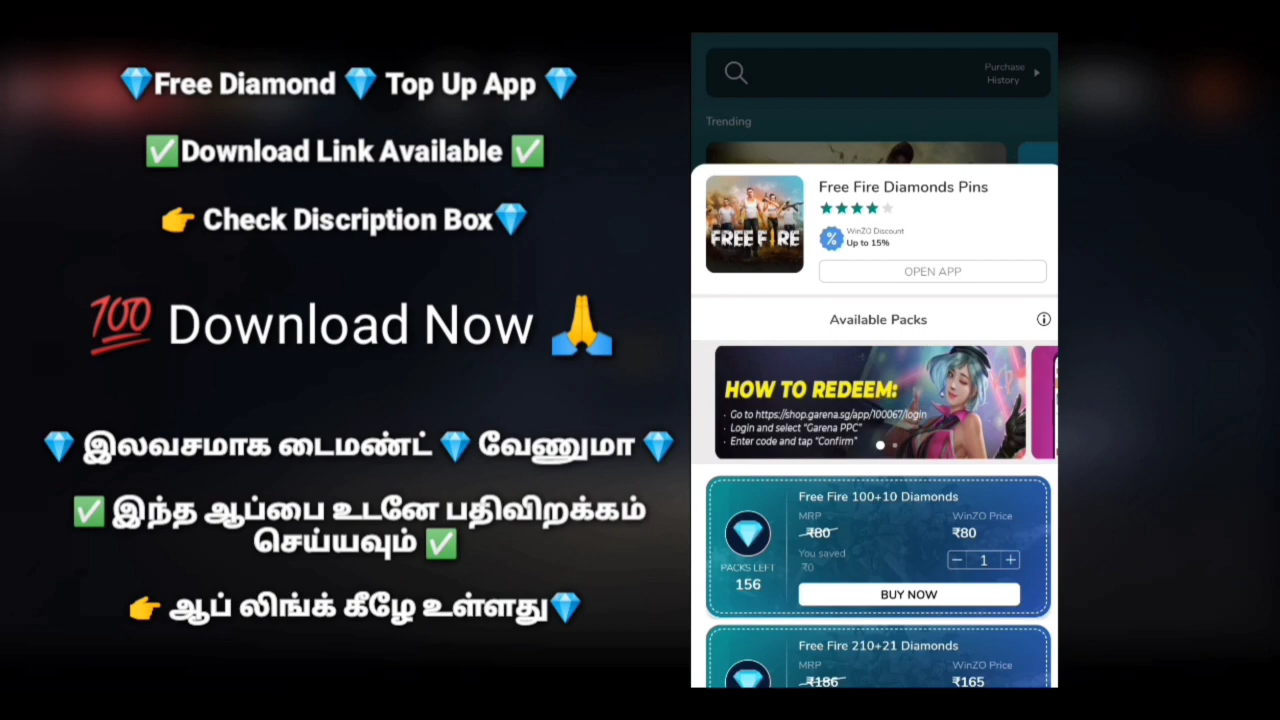 💎Free Diamond 💎 Top Up App 💎
✅Download Link Available ✅
👉 Check Discription Box💎
💯 Download Now 🙏
💎 இலவசமாக டைமண்ட் 💎 வேணுமா 💎
✅ இந்த ஆப்பை உடனே பதிவிறக்கம்
செய்யவும் ✅
👉 ஆப் லிங்க் கீழே உள்ளது💎
Purchase
History
Trending
Free Fire Diamonds Pins
FREE FIRE
WinZO Discount
Up to 15%
OPEN APP
Available Packs
HOW TO REDEEM:
· Go to https://shop.garena.sg/app/100067/login
· Login and select "Garena PPC"
· Enter code and tap "Confirm"
Free Fire 100+10 Diamonds
MRP WinZO Price
₹80 ₹80
You saved
₹0
1
PACKS LEFT
156
BUY NOW
Free Fire 210+21 Diamonds
MRP WinZO Price
₹186 ₹165